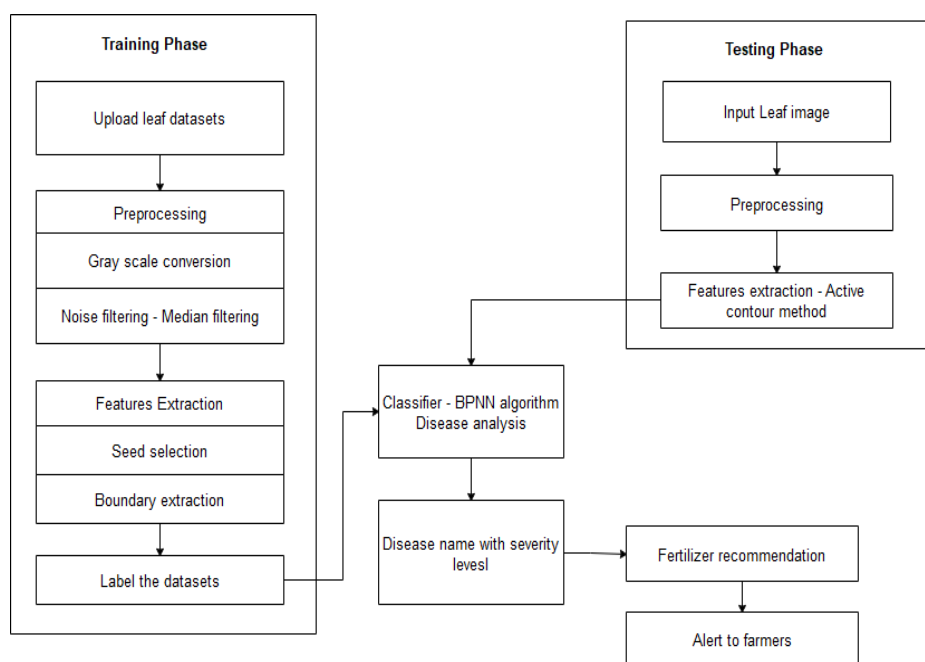 Training Phase
Upload leaf datasets
Preprocessing
Gray scale conversion
Noise filtering - Median filtering
Features Extraction
Seed selection
Boundary extraction
Label the datasets
Testing Phase
Input Leaf image
Preprocessing
Features extraction - Active
contour method
Classifier - BPNN algorithm
Disease analysis
Disease name with severity
levesl
Fertilizer recommendation
Alert to farmers